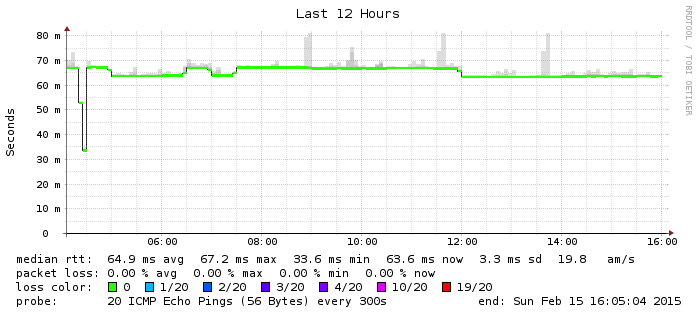 Last 12 Hours
RRDTOOL / TOBI OETIKER
Seconds
80 m
70 m
60 m
50 m
40 m
30 m
20 m
10 m
0
06:00 08:00 10:00 12:00 14:00 16:00
median rtt: 64.9 ms avg 67.2 ms max 33.6 ms min 63.6 ms now 3.3 ms sd 19.8 am/s
packet loss: 0.00 % avg 0.00 % max 0.00 % min 0.00 % now
loss color: 0 1/20 2/20 3/20 4/20 10/20 19/20
probe: 20 ICMP Echo Pings (56 Bytes) every 300s end: Sun Feb 15 16:05:04 2015